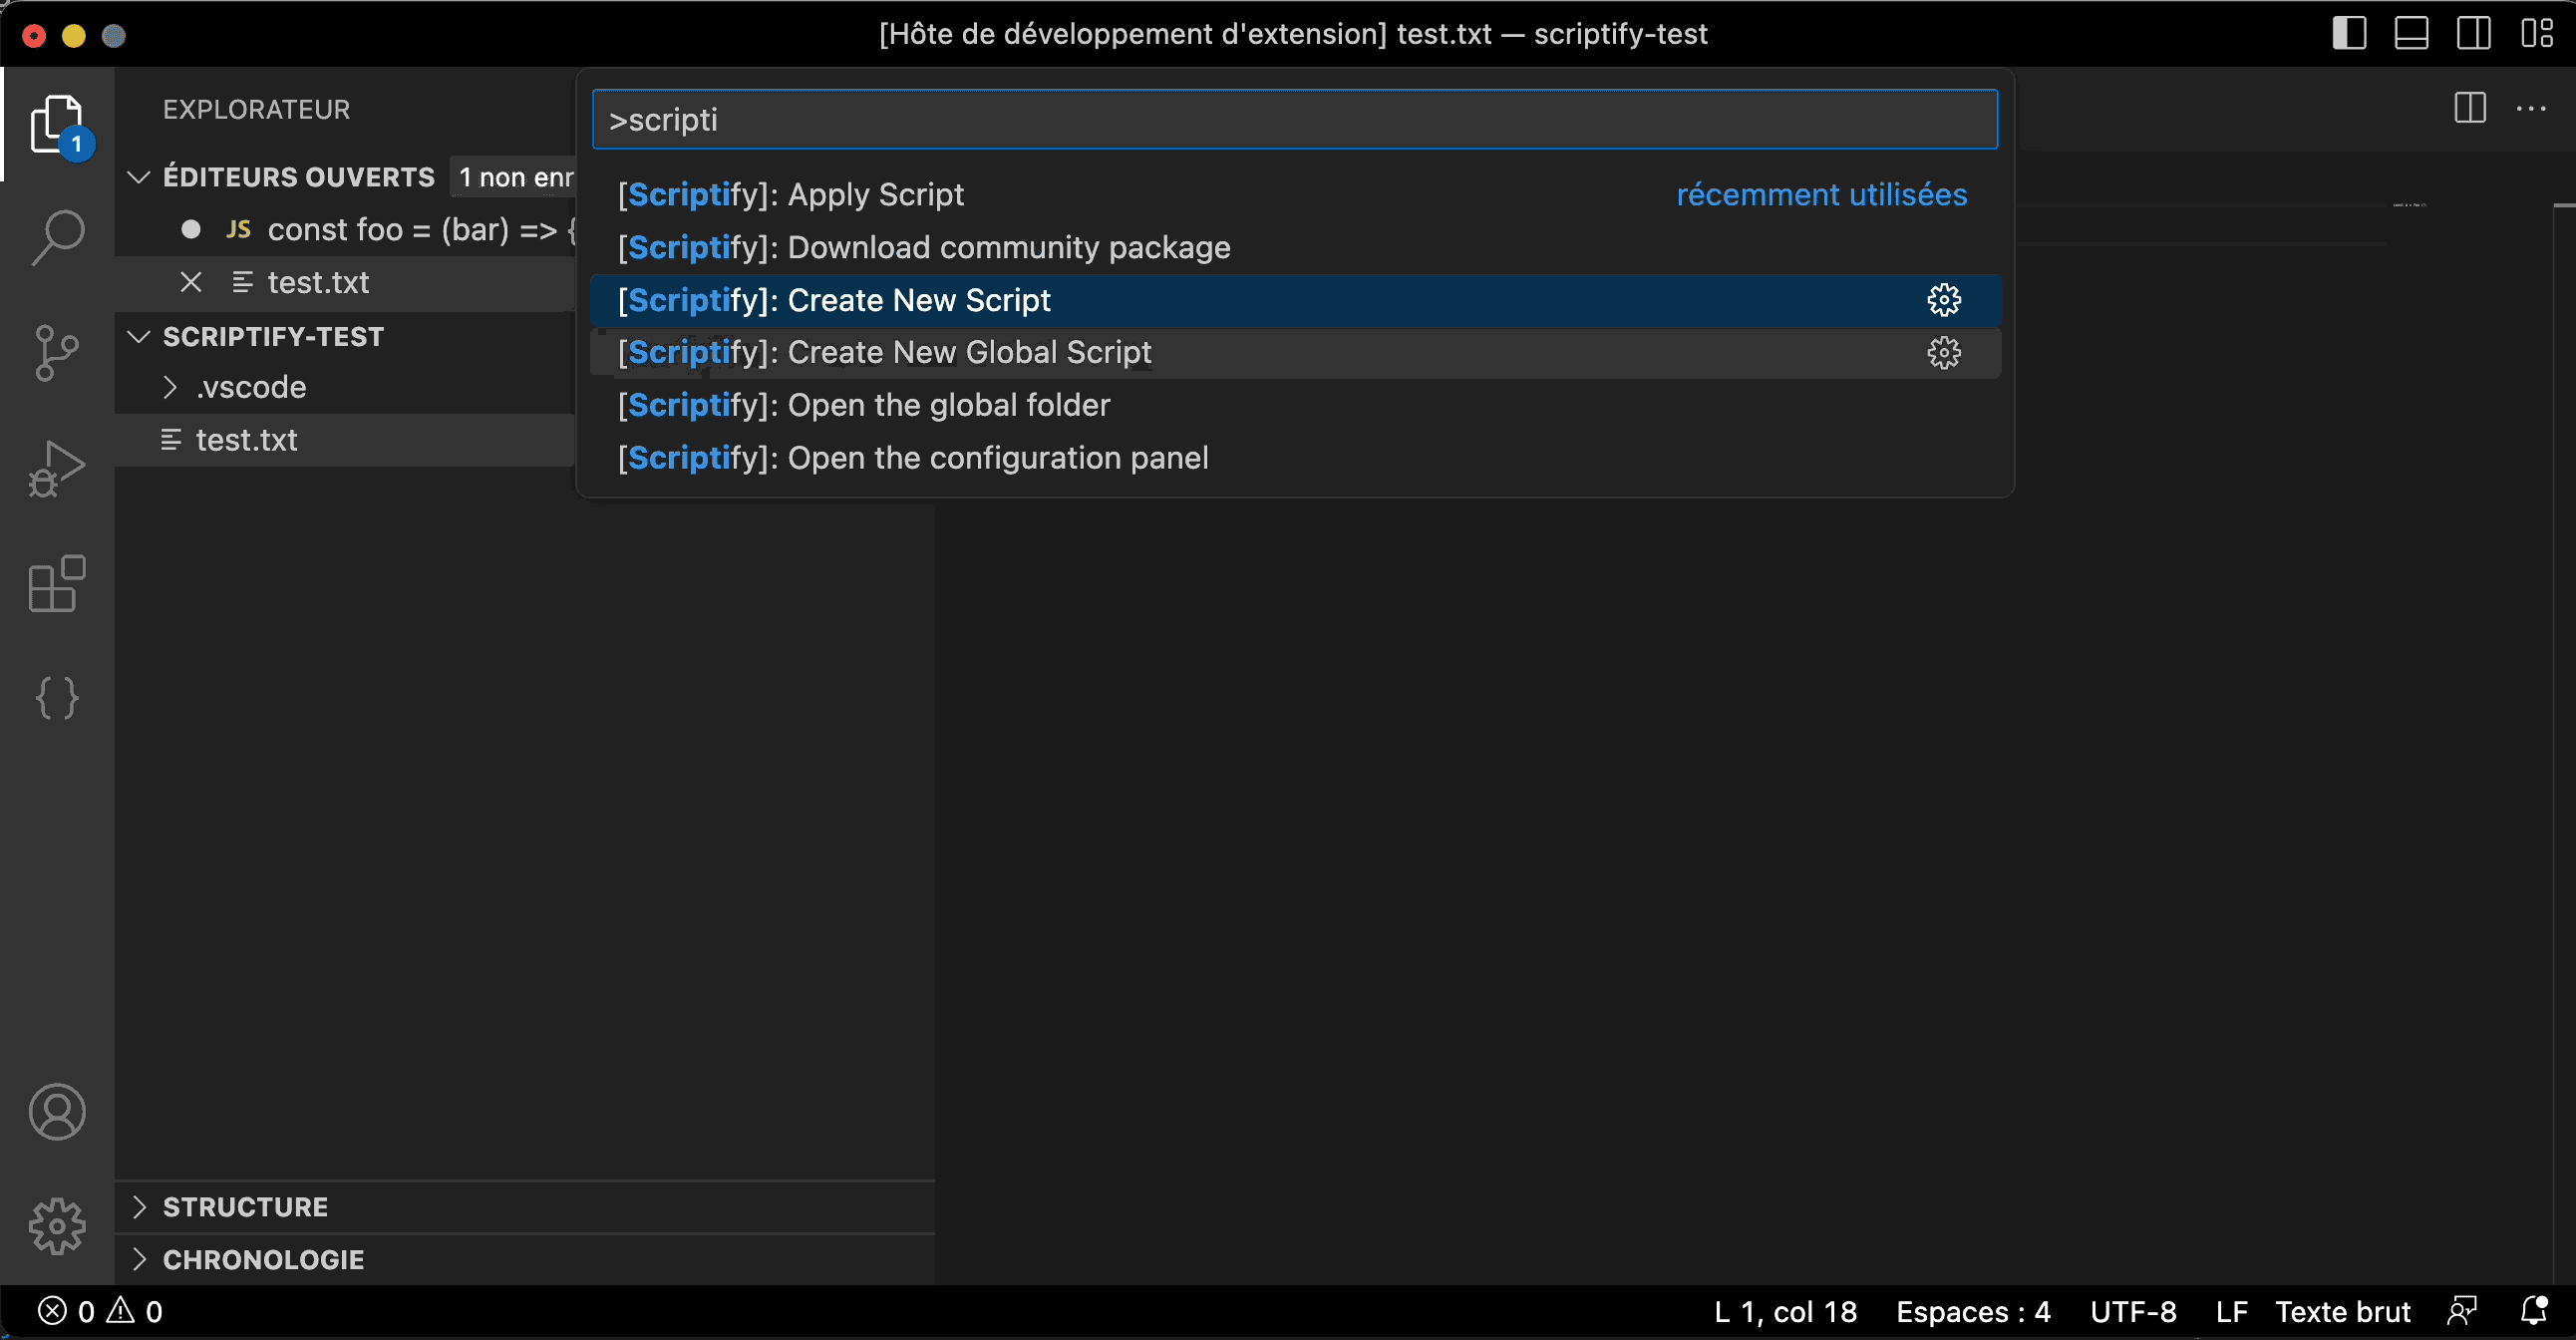 [Hôte de développement d'extension] test.txt — scriptify-test
EXPLORATEUR
ÉDITEURS OUVERTS 1 non enr
JS const foo = (bar) => {
test.txt
SCRIPTIFY-TEST
.vscode
test.txt
>scripti
[Scriptify]: Apply Script récemment utilisées
[Scriptify]: Download community package
[Scriptify]: Create New Script
[Scriptify]: Create New Global Script
[Scriptify]: Open the global folder
[Scriptify]: Open the configuration panel
1
STRUCTURE
CHRONOLOGIE
0 0 L 1, col 18 Espaces : 4 UTF-8 LF Texte brut